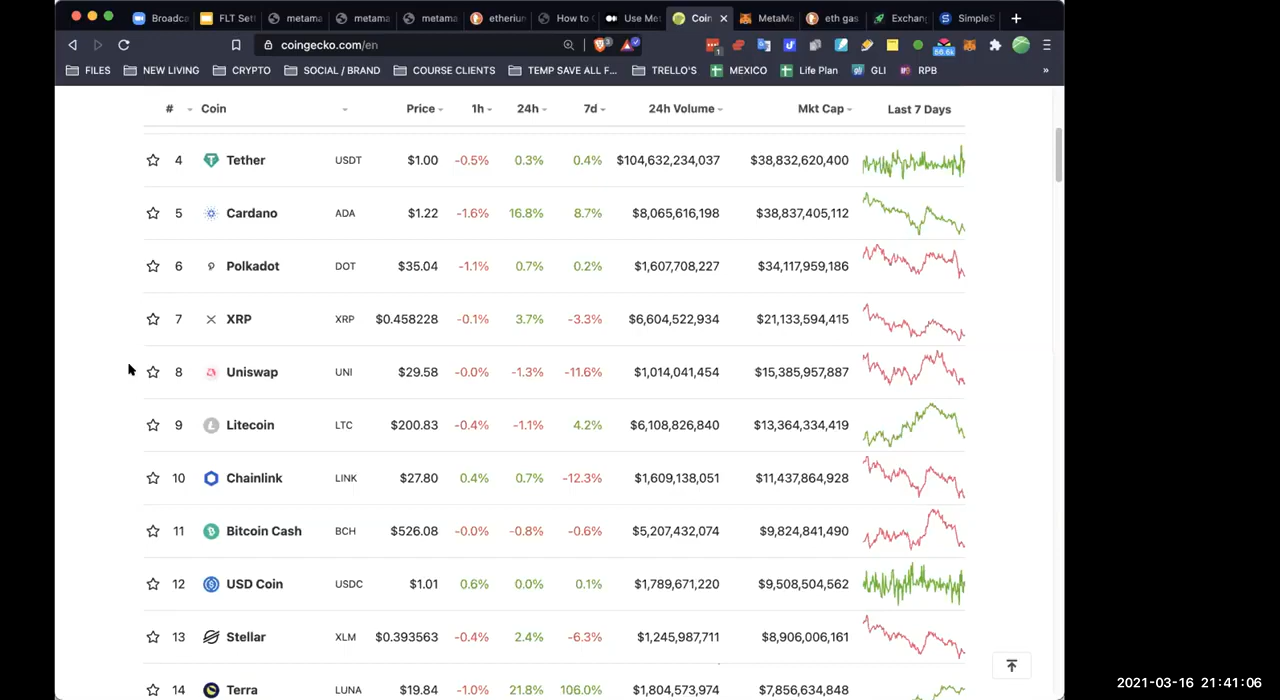 Broadca FLT Set metama metama metama etheriu How to Use Me Coin MetaMa eth gas Exchang SimpleS
coingecko.com/en
FILES NEW LIVING CRYPTO SOCIAL / BRAND COURSE CLIENTS TEMP SAVE ALL F... TRELLO'S MEXICO Life Plan GLI RPB »
# Coin Price 1h 24h 7d 24h Volume Mkt Cap Last 7 Days
4 Tether USDT $1.00 -0.5% 0.3% 0.4% $104,632,234,037 $38,832,620,400
5 Cardano ADA $1.22 -1.6% 16.8% 8.7% $8,065,616,198 $38,837,405,112
6 Polkadot DOT $35.04 -1.1% 0.7% 0.2% $1,607,708,227 $34,117,959,186
7 XRP XRP $0.458228 -0.1% 3.7% -3.3% $6,604,522,934 $21,133,594,415
8 Uniswap UNI $29.58 -0.0% -1.3% -11.6% $1,014,041,454 $15,385,957,887
9 Litecoin LTC $200.83 -0.4% -1.1% 4.2% $6,108,826,840 $13,364,334,419
10 Chainlink LINK $27.80 0.4% 0.7% -12.3% $1,609,138,051 $11,437,864,928
11 Bitcoin Cash BCH $526.08 -0.0% -0.8% -0.6% $5,207,432,074 $9,824,841,490
12 USD Coin USDC $1.01 0.6% 0.0% 0.1% $1,789,671,220 $9,508,504,562
13 Stellar XLM $0.393563 -0.4% 2.4% -6.3% $1,245,987,711 $8,906,006,161
14 Terra LUNA $19.84 -1.0% 21.8% 106.0% $1,804,573,974 $7,856,634,848
2021-03-16 21:41:06